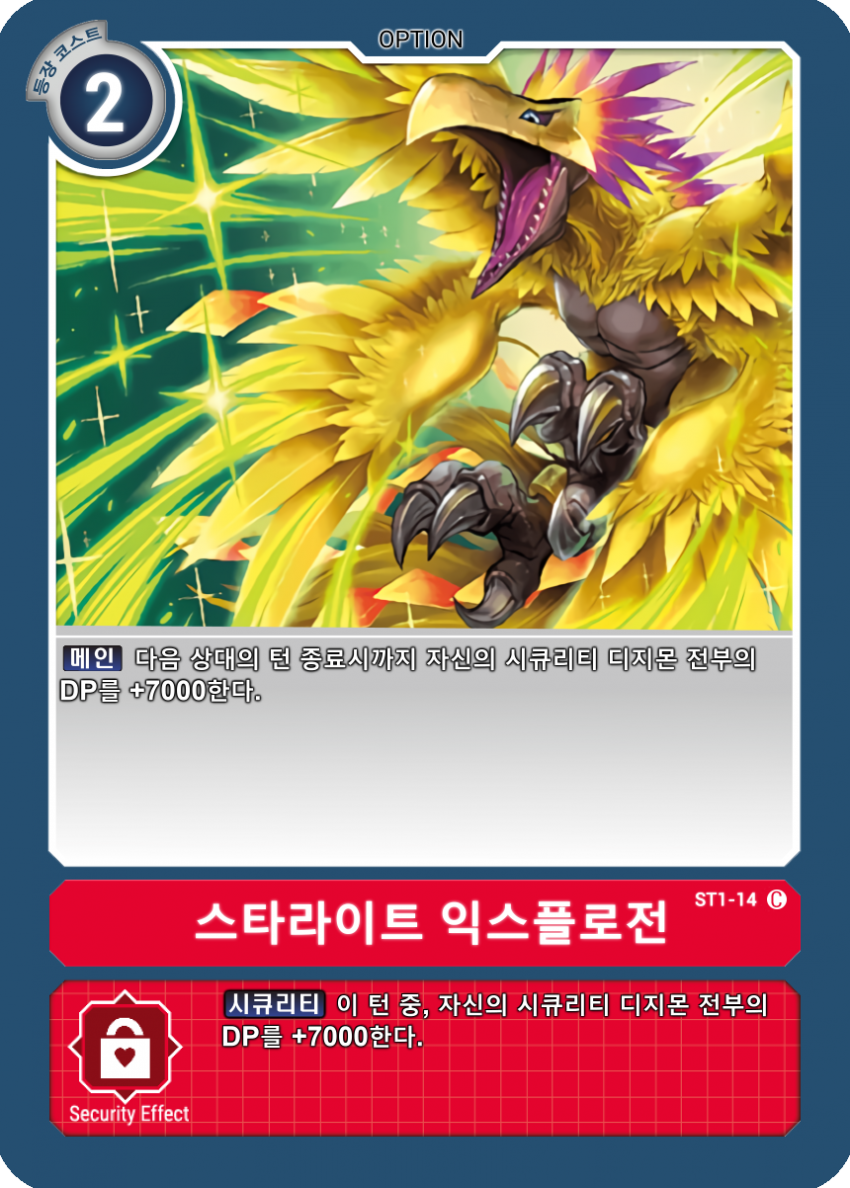 OPTION
등장 코스트
2
메인 다음 상대의 턴 종료시까지 자신의 시큐리티 디지몬 전부의
DP를 +7000한다.
ST1-14 C
스타라이트 익스플로전
시큐리티 이 턴 중, 자신의 시큐리티 디지몬 전부의
DP를 +7000한다.
Security Effect